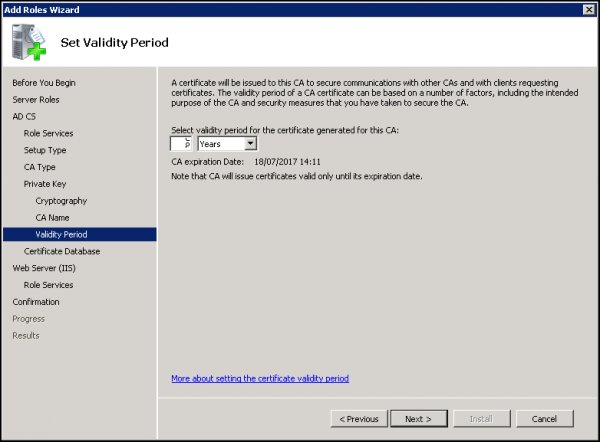 Add Roles Wizard
Set Validity Period
Before You Begin
Server Roles
AD CS
Role Services
Setup Type
CA Type
Private Key
Cryptography
CA Name
Validity Period
Certificate Database
Web Server (IIS)
Role Services
Confirmation
Progress
Results
A certificate will be issued to this CA to secure communications with other CAs and with clients requesting
certificates. The validity period of a CA certificate can be based on a number of factors, including the intended
purpose of the CA and security measures that you have taken to secure the CA.
Select validity period for the certificate generated for this CA:
Years
CA expiration Date: 18/07/2017 14:11
Note that CA will issue certificates valid only until its expiration date.
More about setting the certificate validity period
< Previous
Next >
Install
Cancel